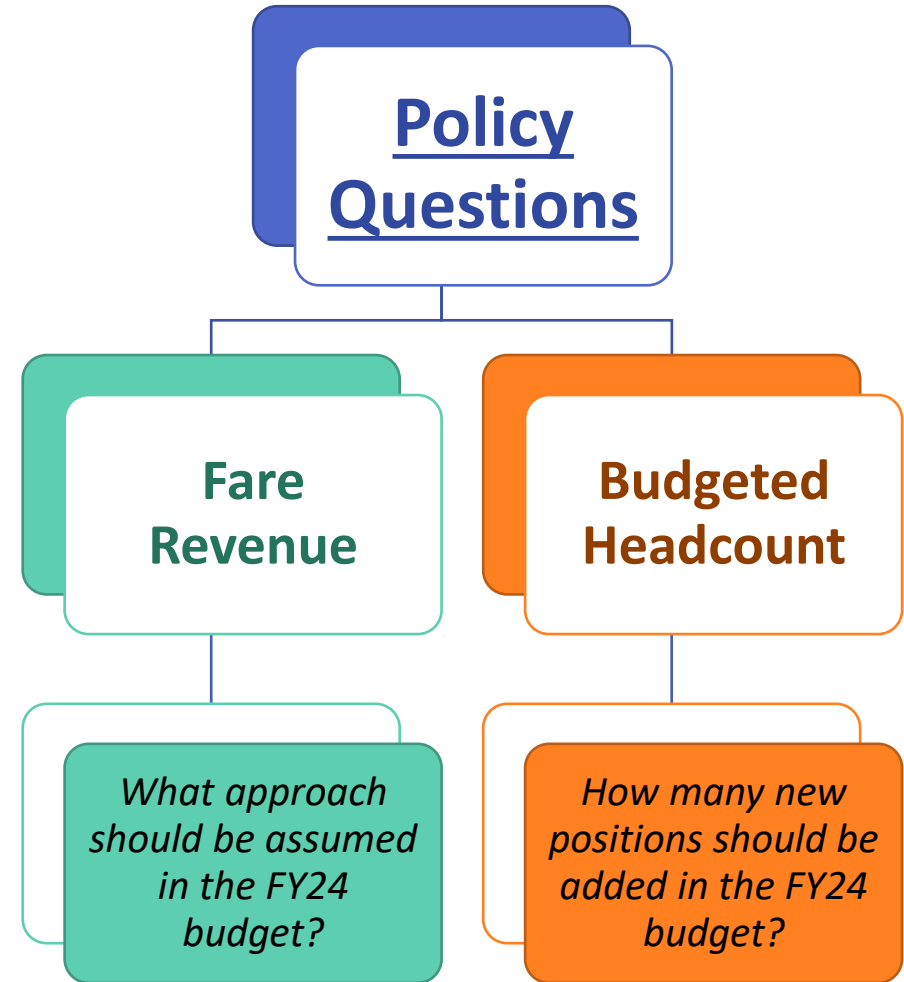 Policy
Questions
Fare
Revenue
Budgeted
Headcount
What approach
should be assumed
in the FY24
budget?
How many new
positions should be
added in the FY24
budget?